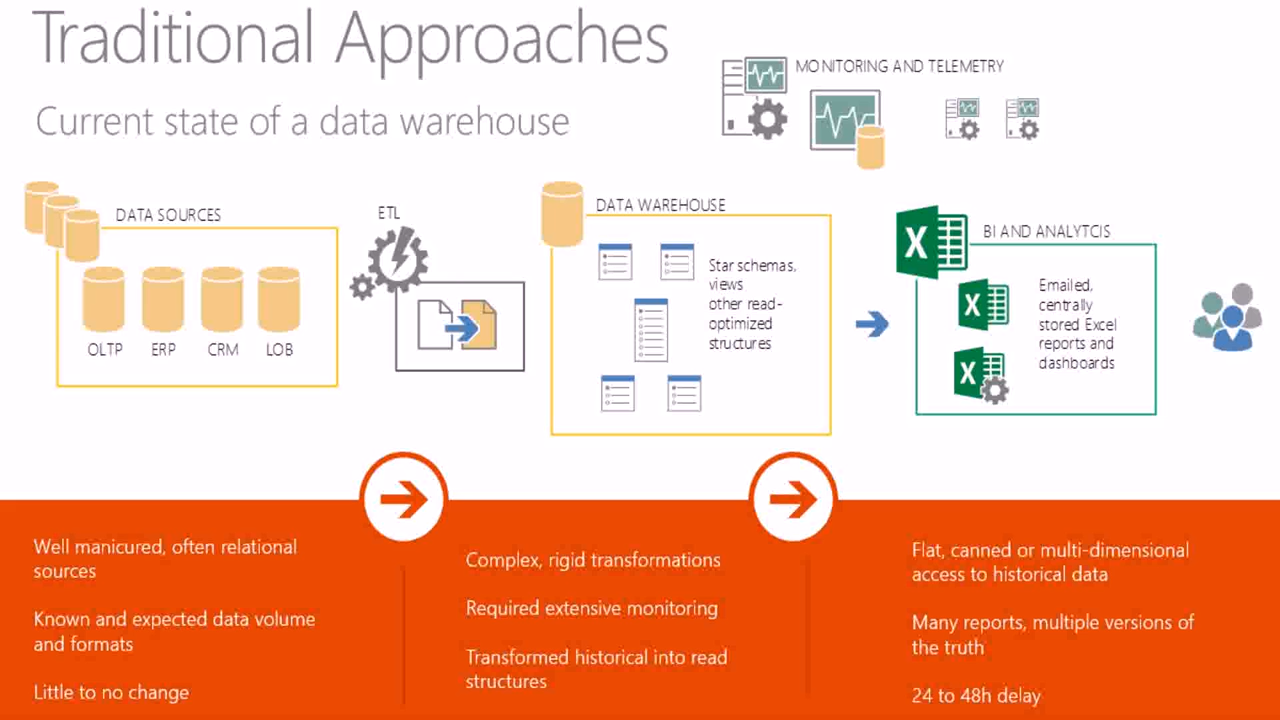 Traditional Approaches
Current state of a data warehouse
MONITORING AND TELEMETRY
DATA SOURCES
OLTP
ERP
CRM
LOB
ETL
DATA WAREHOUSE
Star schemas,
views
other read-
optimized
structures
BI AND ANALYTCIS
Emailed,
centrally
stored Excel
reports and
dashboards
Well manicured, often relational
sources
Known and expected data volume
and formats
Little to no change
Complex, rigid transformations
Required extensive monitoring
Transformed historical into read
structures
Flat, canned or multi-dimensional
access to historical data
Many reports, multiple versions of
the truth
24 to 48h delay